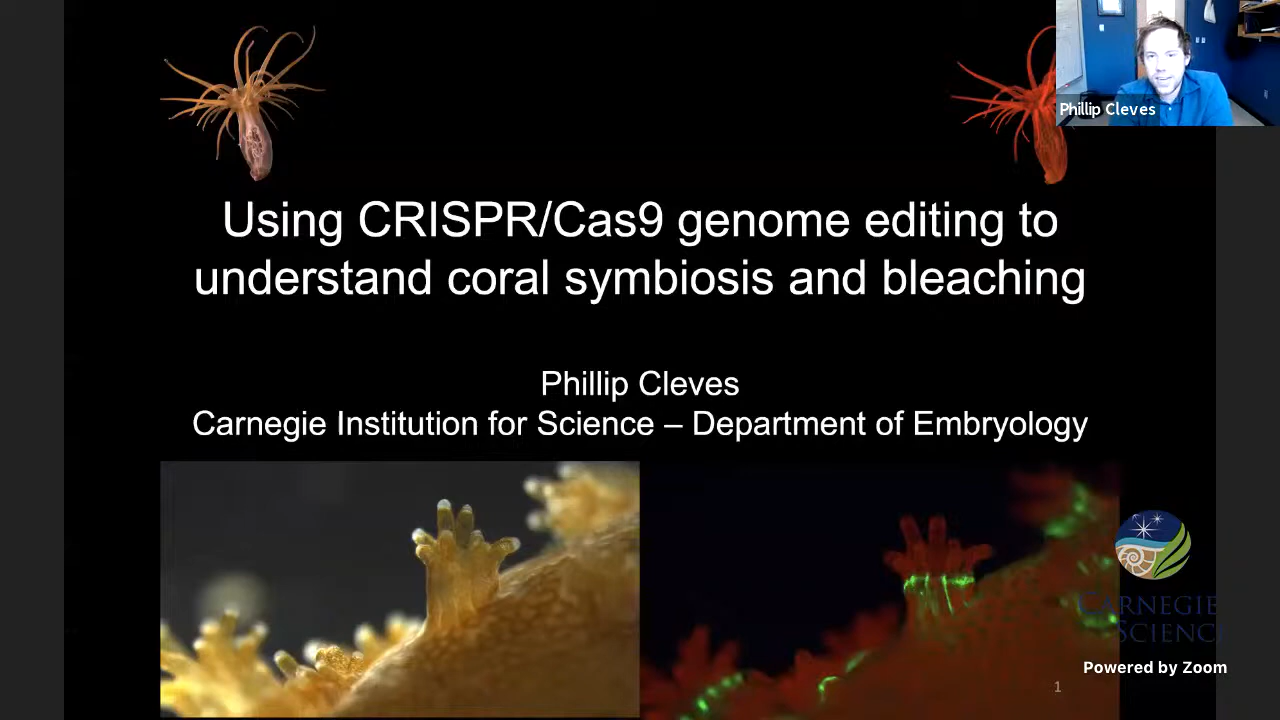 Phillip Cleves
Using CRISPR/Cas9 genome editing to
understand coral symbiosis and bleaching
Phillip Cleves
Carnegie Institution for Science – Department of Embryology
CARNEGIE
SCIENCE
Powered by Zoom
1